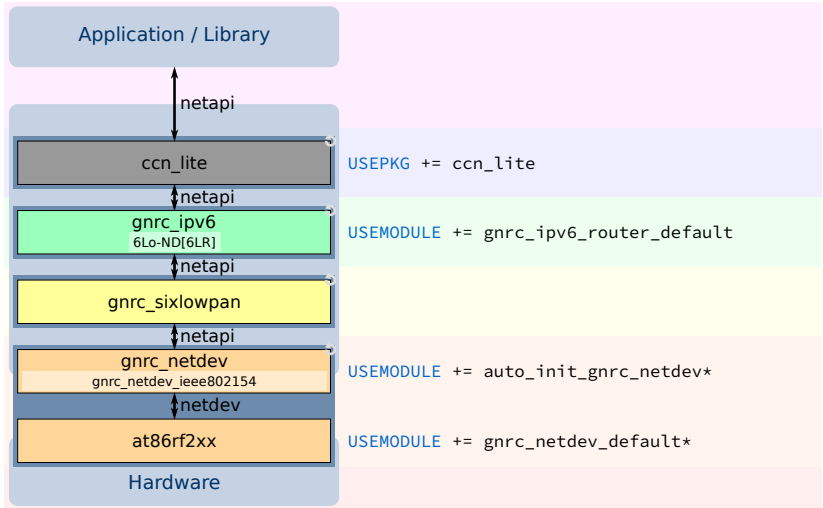 Application / Library
netapi
ccn_lite
USEPKG += ccn_lite
netapi
gnrc_ipv6
6Lo-ND[6LR]
USEMODULE += gnrc_ipv6_router_default
netapi
gnrc_sixlowpan
netapi
gnrc_netdev
gnrc_netdev_ieee802154
USEMODULE += auto_init_gnrc_netdev*
netdev
at86rf2xx
USEMODULE += gnrc_netdev_default*
Hardware